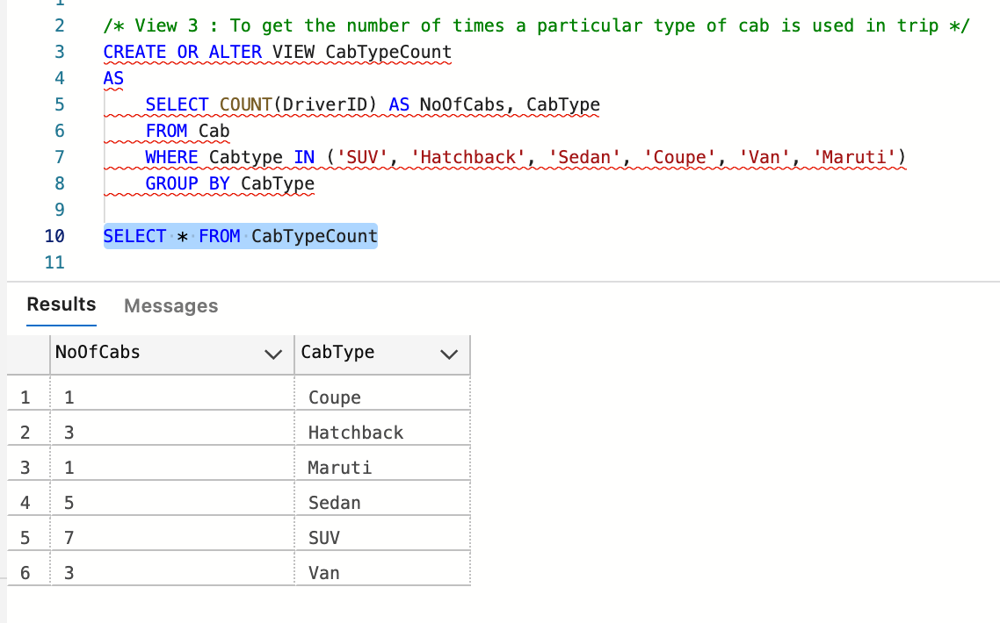 1
2 /* View 3 : To get the number of times a particular type of cab is used in trip */
3 CREATE OR ALTER VIEW CabTypeCount
4 AS
5 SELECT COUNT(DriverID) AS NoOfCabs, CabType
6 FROM Cab
7 WHERE Cabtype IN ('SUV', 'Hatchback', 'Sedan', 'Coupe', 'Van', 'Maruti')
8 GROUP BY CabType
9
10 SELECT * FROM CabTypeCount
11
Results Messages
NoOfCabs CabType
1 1 Coupe
2 3 Hatchback
3 1 Maruti
4 5 Sedan
5 7 SUV
6 3 Van